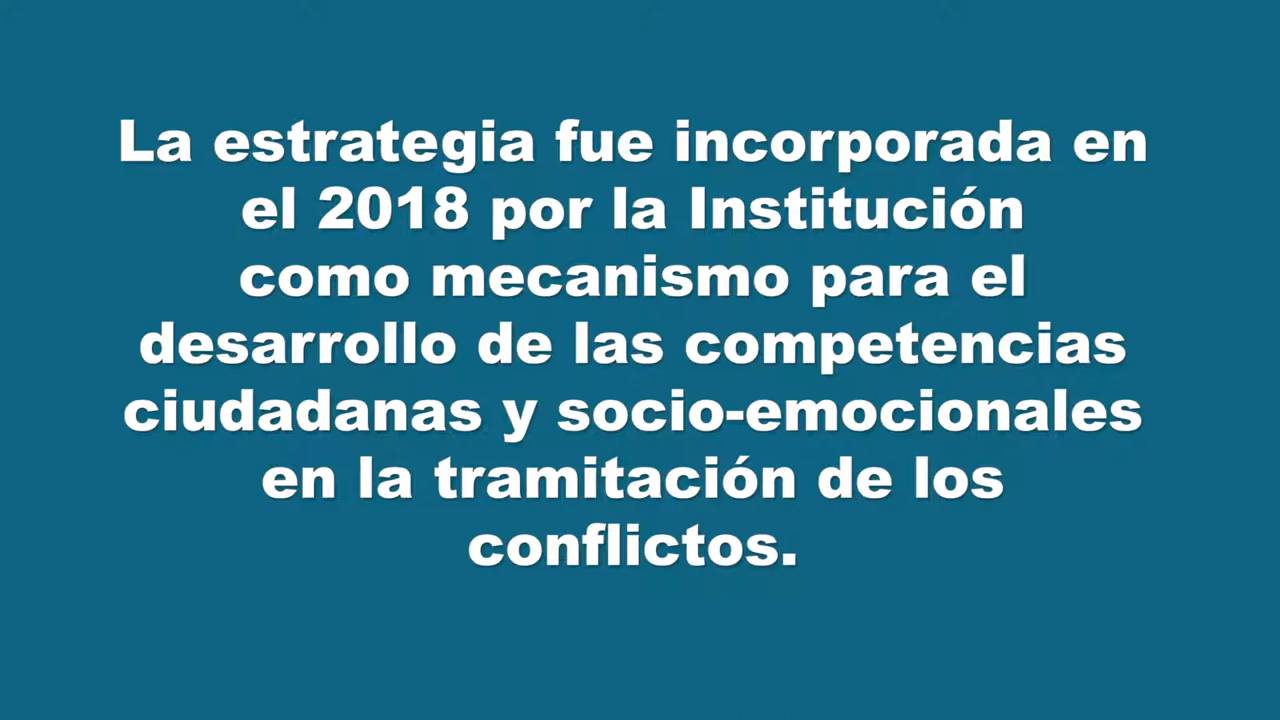 La estrategia fue incorporada en
el 2018 por la Institución
como mecanismo para el
desarrollo de las competencias
ciudadanas y socio-emocionales
en la tramitación de los
conflictos.